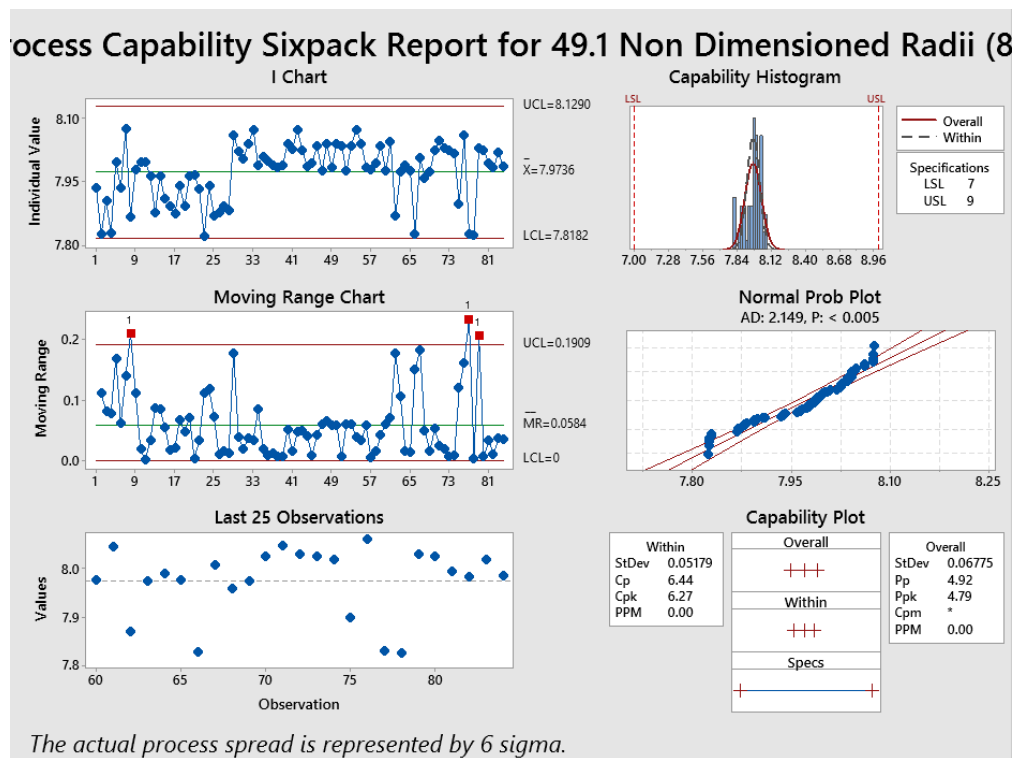 rocess Capability Sixpack Report for 49.1 Non Dimensioned Radii (8
I Chart
Individual Value
8.10
7.95
7.80
1 9 17 25 33 41 49 57 65 73 81
UCL=8.1290
_
X=7.9736
LCL=7.8182
Capability Histogram
LSL USL
7.00 7.28 7.56 7.84 8.12 8.40 8.68 8.96
Overall
Within
Specifications
LSL 7
USL 9
Moving Range Chart
Moving Range
0.2
0.1
0.0
1 1 1
1 9 17 25 33 41 49 57 65 73 81
UCL=0.1909
__
MR=0.0584
LCL=0
Normal Prob Plot
AD: 2.149, P: < 0.005
7.80 7.95 8.10 8.25
Last 25 Observations
Values
8.0
7.9
7.8
60 65 70 75 80
Observation
Capability Plot
Within
StDev 0.05179
Cp 6.44
Cpk 6.27
PPM 0.00
Overall
Within
Specs
Overall
StDev 0.06775
Pp 4.92
Ppk 4.79
Cpm *
PPM 0.00
The actual process spread is represented by 6 sigma.